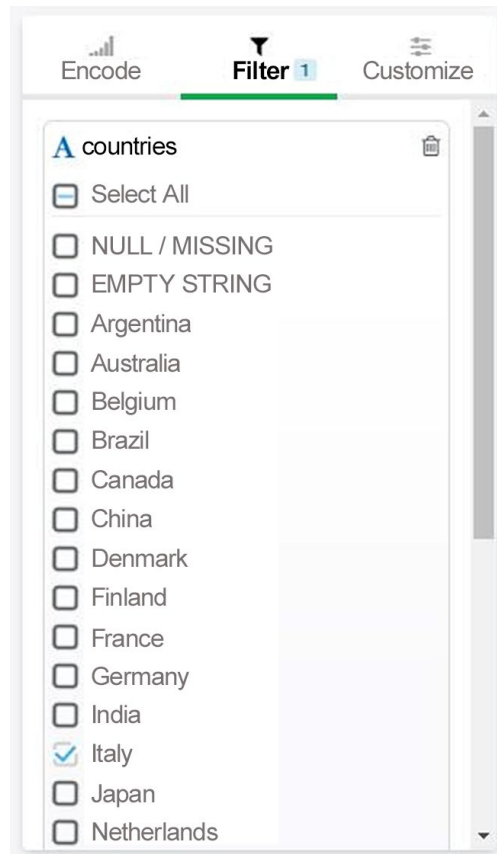 Encode
Filter 1
Customize
A countries
Select All
NULL / MISSING
EMPTY STRING
Argentina
Australia
Belgium
Brazil
Canada
China
Denmark
Finland
France
Germany
India
Italy
Japan
Netherlands